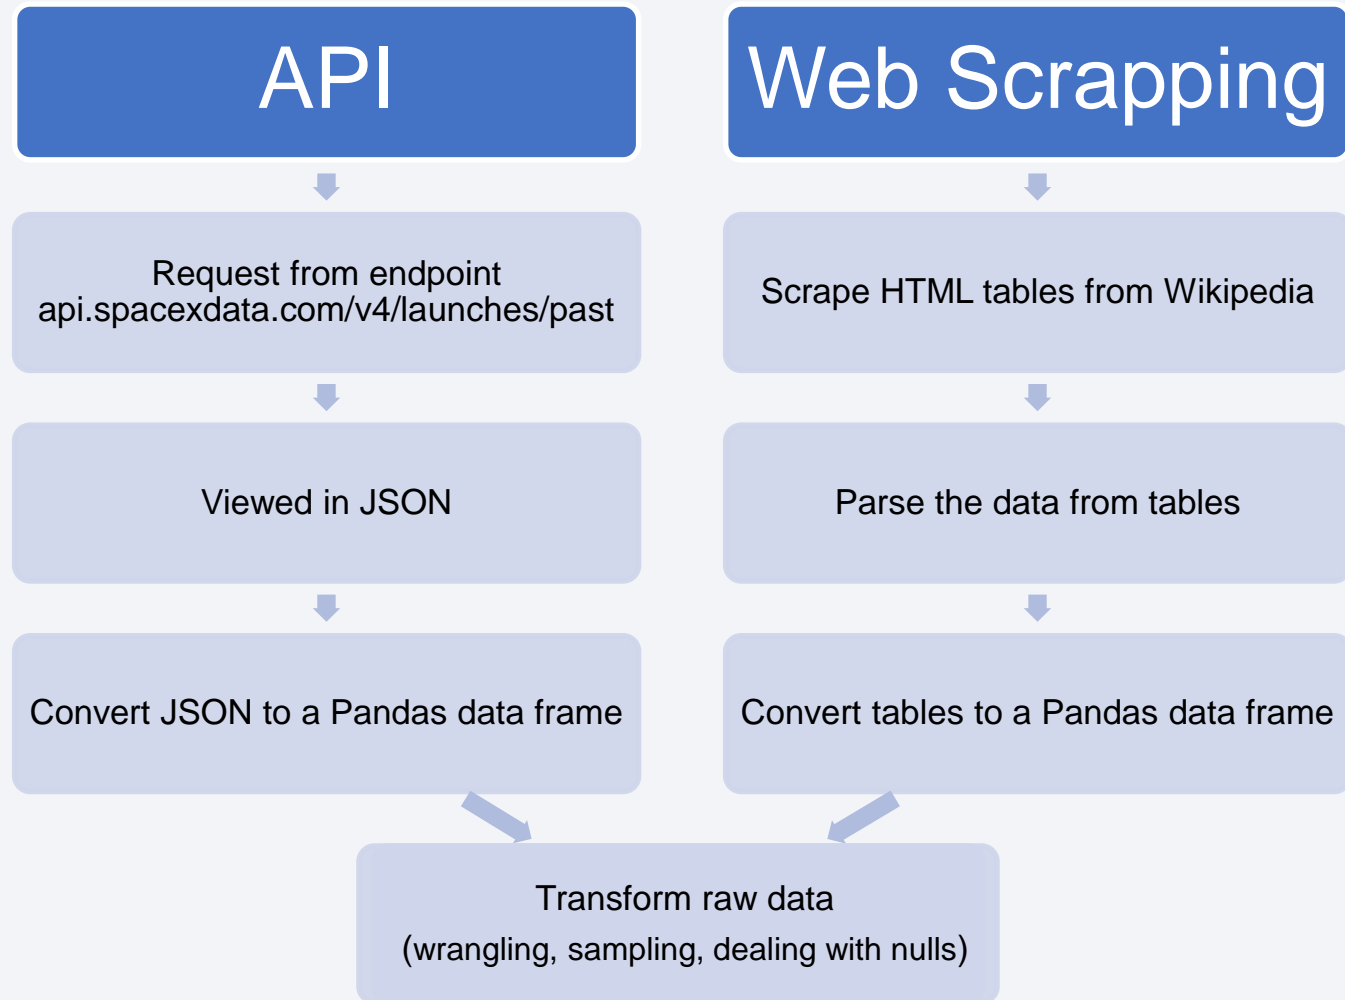 API
Request from endpoint
api.spacexdata.com/v4/launches/past
Viewed in JSON
Convert JSON to a Pandas data frame
Web Scrapping
Scrape HTML tables from Wikipedia
Parse the data from tables
Convert tables to a Pandas data frame
Transform raw data
(wrangling, sampling, dealing with nulls)